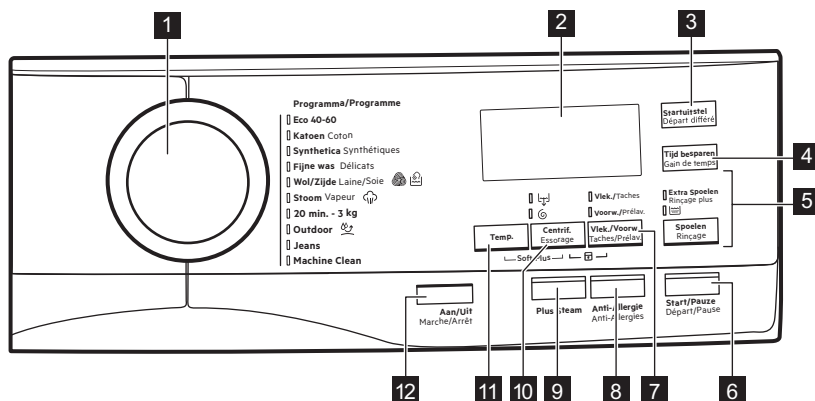 1
2
3
Programma/Programme
Eco 40-60
Katoen Coton
Synthetica Synthétiques
Fijne was Délicats
Wol/Zijde Laine/Soie
Stoom Vapeur
20 min. - 3 kg
Outdoor
Jeans
Machine Clean
Startuitstel
Départ différé
Tijd besparen
Gain de temps
4
Vlek./Taches
Voorw./Prélav.
Extra Spoelen
Rinçage plus
5
Temp.
Centrif.
Essorage
Vlek./Voorw.
Taches/Prélav.
Spoelen
Rinçage
SoftPlus
Aan/Uit
Marche/Arrêt
Plus Steam
Anti-Allergie
Anti-Allergies
Start/Pauze
Départ/Pause
12
11
10
9
8
7
6